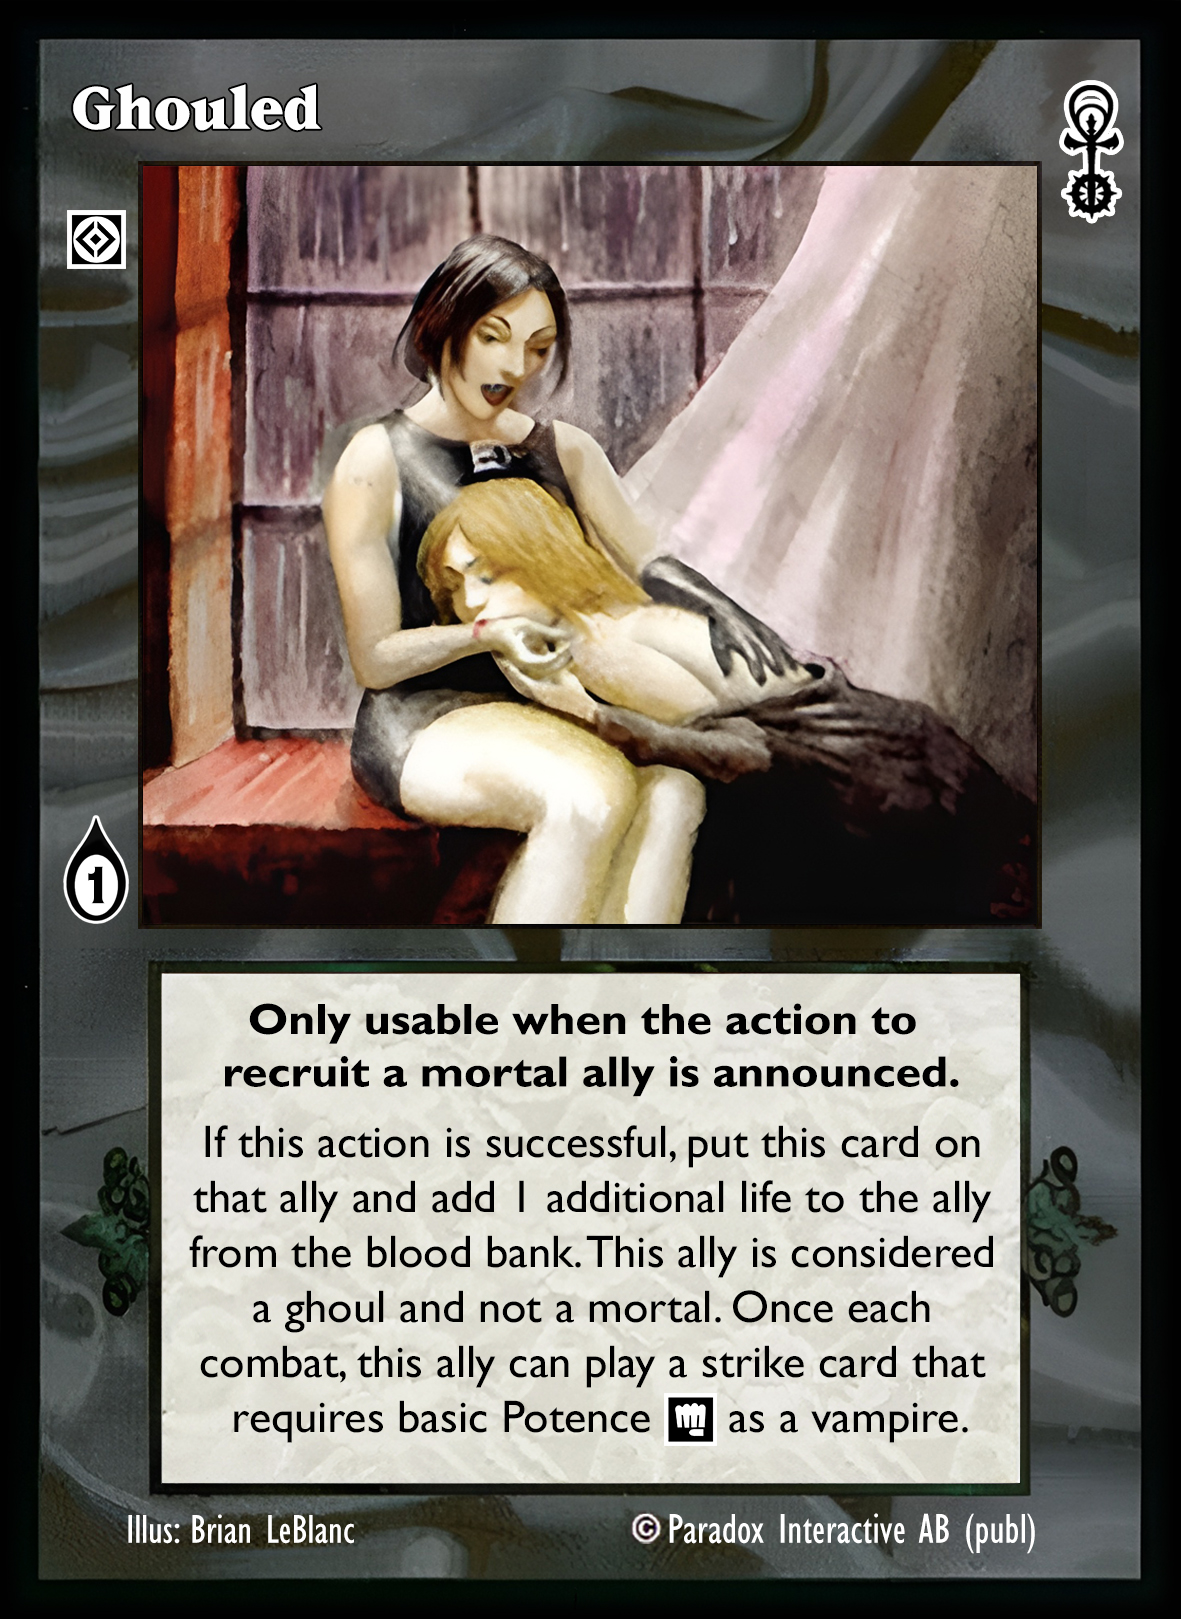 Ghouled
1
Only usable when the action to
recruit a mortal ally is announced.
If this action is successful, put this card on
that ally and add 1 additional life to the ally
from the blood bank. This ally is considered
a ghoul and not a mortal. Once each
combat, this ally can play a strike card that
requires basic Potence as a vampire.
Illus: Brian LeBlanc
© Paradox Interactive AB (publ)